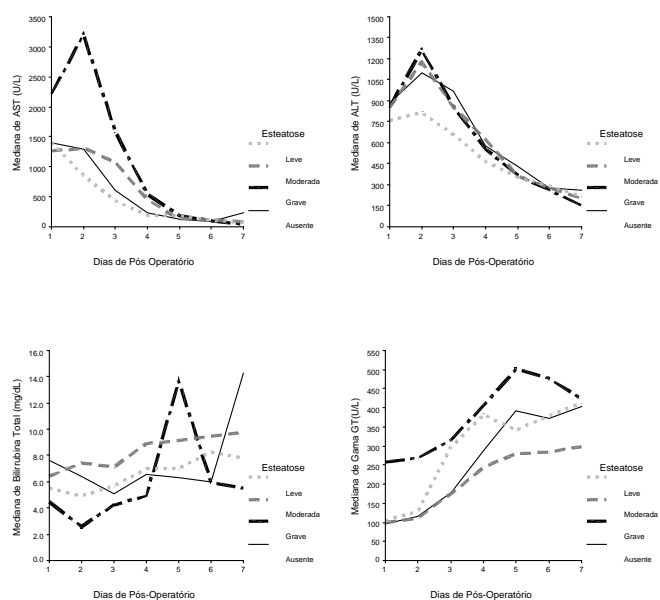 Mediana de AST (U/L)
3500
3000
2500
2000
1500
1000
500
0
1 2 3 4 5 6 7
Dias de Pós Operatório
Esteatose
Leve
Moderada
Grave
Ausente
Mediana de ALT (U/L)
1500
1350
1200
1050
900
750
600
450
300
150
1 2 3 4 5 6 7
Dias de Pós-Operatório
Esteatose
Leve
Moderada
Grave
Ausente
Mediana de Bilirrubina Total (mg/dL)
16.0
14.0
12.0
10.0
8.0
6.0
4.0
2.0
0.0
1 2 3 4 5 6 7
Dias de Pós-Operatório
Esteatose
Leve
Moderada
Grave
Ausente
Mediana de Gama GT(U/L)
550
500
450
400
350
300
250
200
150
100
50
0
1 2 3 4 5 6 7
Dias de Pós-Operatório
Esteatose
Leve
Moderada
Grave
Ausente